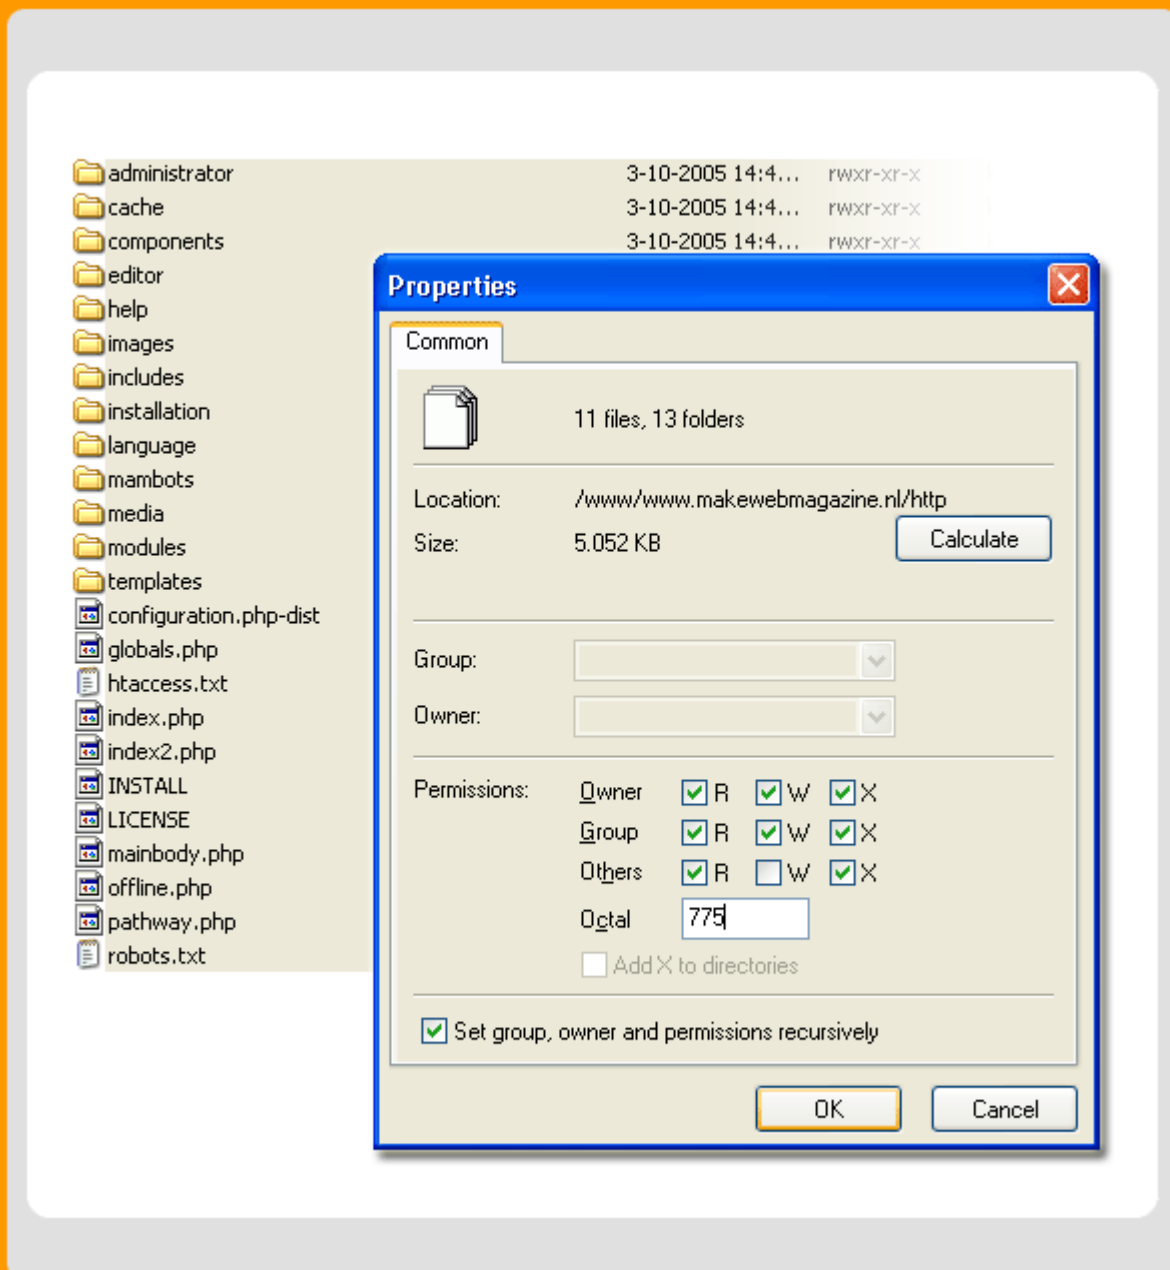 administrator 3-10-2005 14:4... rwxr-xr-x
cache 3-10-2005 14:4... rwxr-xr-x
components 3-10-2005 14:4... rwxr-xr-x
editor
help
images
includes
installation
language
mambots
media
modules
templates
configuration.php-dist
globals.php
htaccess.txt
index.php
index2.php
INSTALL
LICENSE
mainbody.php
offline.php
pathway.php
robots.txt
Properties
Common
11 files, 13 folders
Location: /www/www.makewebmagazine.nl/http
Size: 5.052 KB Calculate
Group:
Owner:
Permissions: Owner R W X
Group R W X
Others R W X
Octal 775
Add X to directories
Set group, owner and permissions recursively
OK Cancel